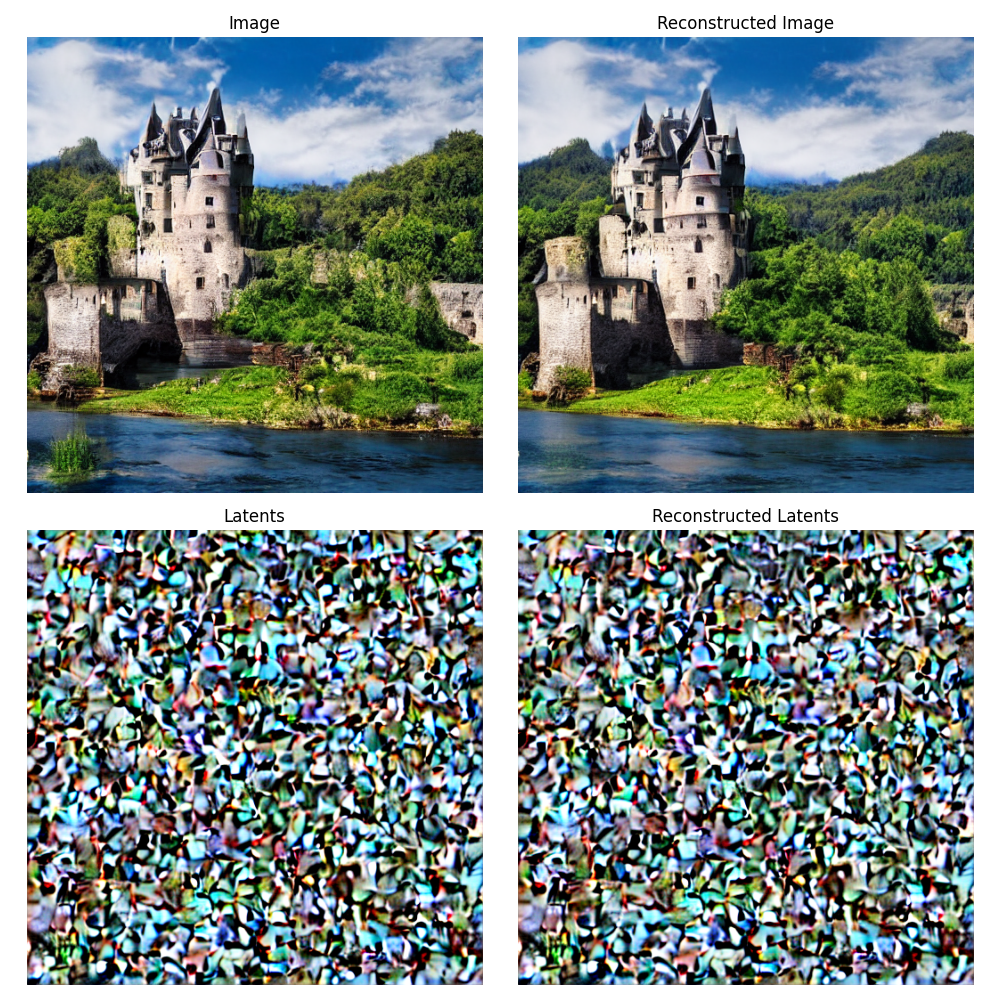 Image
Reconstructed Image
Latents
Reconstructed Latents